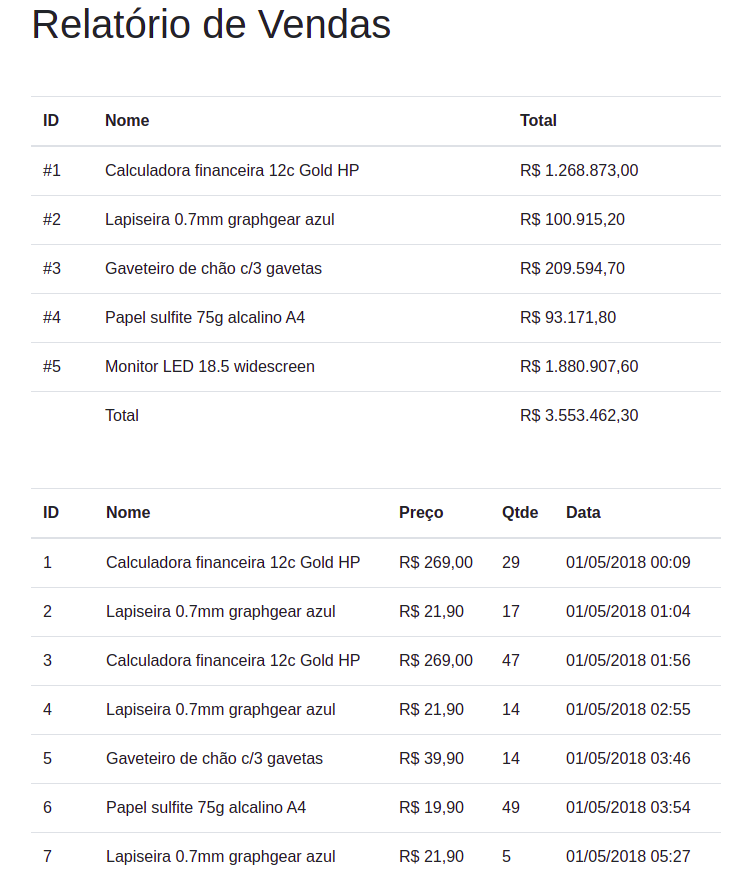 Relatório de Vendas
ID Nome Total
#1 Calculadora financeira 12c Gold HP R$ 1.268.873,00
#2 Lapiseira 0.7mm graphgear azul R$ 100.915,20
#3 Gaveteiro de chão c/3 gavetas R$ 209.594,70
#4 Papel sulfite 75g alcalino A4 R$ 93.171,80
#5 Monitor LED 18.5 widescreen R$ 1.880.907,60
Total R$ 3.553.462,30
ID Nome Preço Qtde Data
1 Calculadora financeira 12c Gold HP R$ 269,00 29 01/05/2018 00:09
2 Lapiseira 0.7mm graphgear azul R$ 21,90 17 01/05/2018 01:04
3 Calculadora financeira 12c Gold HP R$ 269,00 47 01/05/2018 01:56
4 Lapiseira 0.7mm graphgear azul R$ 21,90 14 01/05/2018 02:55
5 Gaveteiro de chão c/3 gavetas R$ 39,90 14 01/05/2018 03:46
6 Papel sulfite 75g alcalino A4 R$ 19,90 49 01/05/2018 03:54
7 Lapiseira 0.7mm graphgear azul R$ 21,90 5 01/05/2018 05:27